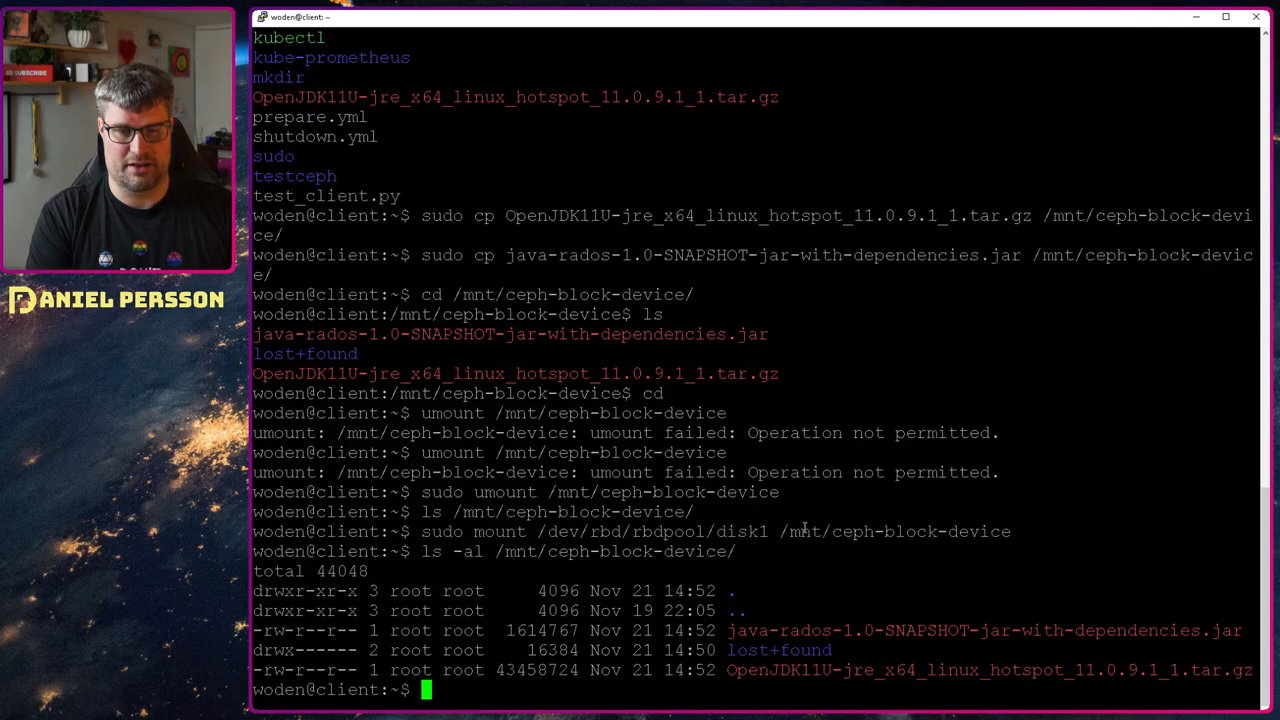 woden@client: ~
kubectl
kube-prometheus
mkdir
OpenJDK11U-jre_x64_linux_hotspot_11.0.9.1_1.tar.gz
prepare.yml
shutdown.yml
sudo
testceph
test_client.py
woden@client:~$ sudo cp OpenJDK11U-jre_x64_linux_hotspot_11.0.9.1_1.tar.gz /mnt/ceph-block-devi
ce/
woden@client:~$ sudo cp java-rados-1.0-SNAPSHOT-jar-with-dependencies.jar /mnt/ceph-block-devic
e/
woden@client:~$ cd /mnt/ceph-block-device/
woden@client:/mnt/ceph-block-device$ ls
java-rados-1.0-SNAPSHOT-jar-with-dependencies.jar
lost+found
OpenJDK11U-jre_x64_linux_hotspot_11.0.9.1_1.tar.gz
woden@client:/mnt/ceph-block-device$ cd
woden@client:~$ umount /mnt/ceph-block-device
umount: /mnt/ceph-block-device: umount failed: Operation not permitted.
woden@client:~$ umount /mnt/ceph-block-device
umount: /mnt/ceph-block-device: umount failed: Operation not permitted.
woden@client:~$ sudo umount /mnt/ceph-block-device
woden@client:~$ ls /mnt/ceph-block-device/
woden@client:~$ sudo mount /dev/rbd/rbdpool/disk1 /mnt/ceph-block-device
woden@client:~$ ls -al /mnt/ceph-block-device/
total 44048
drwxr-xr-x 3 root root 4096 Nov 21 14:52 .
drwxr-xr-x 3 root root 4096 Nov 19 22:05 ..
-rw-r--r-- 1 root root 1614767 Nov 21 14:52 java-rados-1.0-SNAPSHOT-jar-with-dependencies.jar
drwx------ 2 root root 16384 Nov 21 14:50 lost+found
-rw-r--r-- 1 root root 43458724 Nov 21 14:52 OpenJDK11U-jre_x64_linux_hotspot_11.0.9.1_1.tar.gz
woden@client:~$
SUBSCRIBE
DANIEL PERSSON